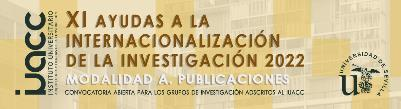 iuacc
INSTITUTO UNIVERSITARIO
XI AYUDAS A LA
INTERNACIONALIZACIÓN
DE LA INVESTIGACIÓN 2022
MODALIDAD A. PUBLICACIONES
CONVOCATORIA ABIERTA PARA LOS GRUPOS DE INVESTIGACIÓN ADSCRITOS AL IUACC
UNIVERSIDAD DE SEVILLA